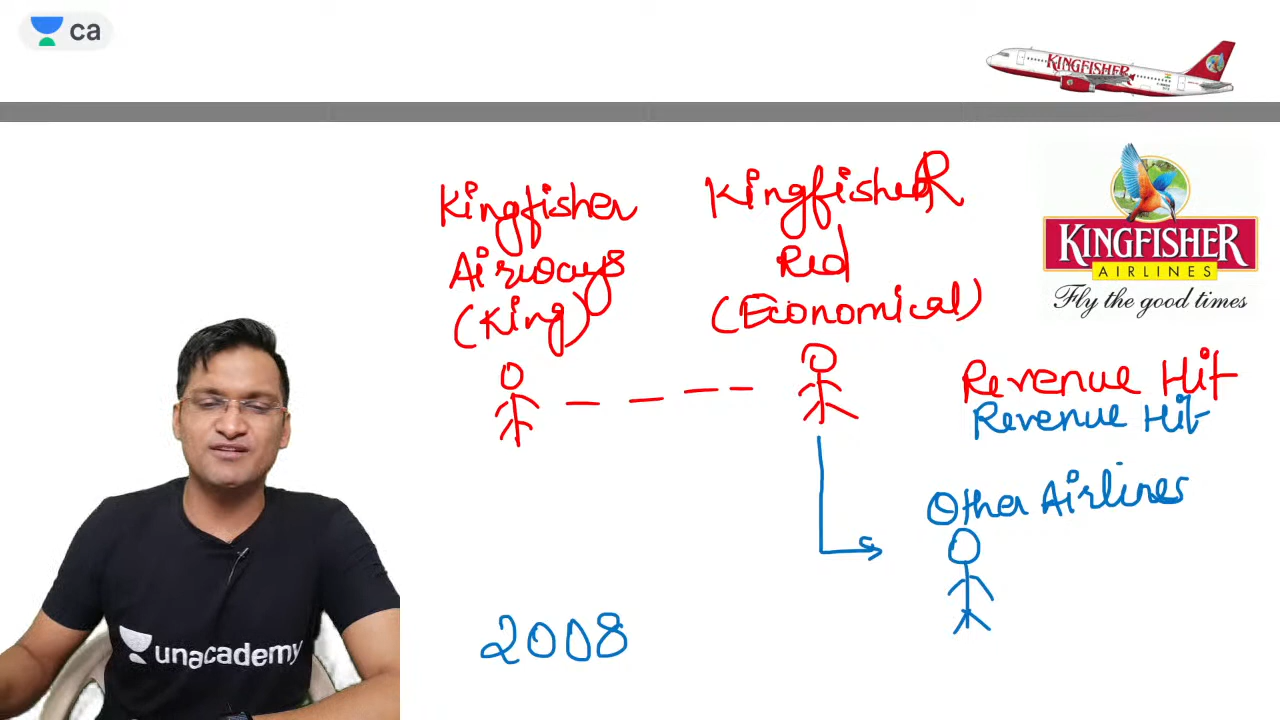 ca
KINGFISHER
Kingfisher
Airways
(King)
KingfisheR
Red
(Economical)
KINGFISHER
AIRLINES
Fly the good times
Revenue Hit
Revenue Hit
Other Airlines
2008
unacademy